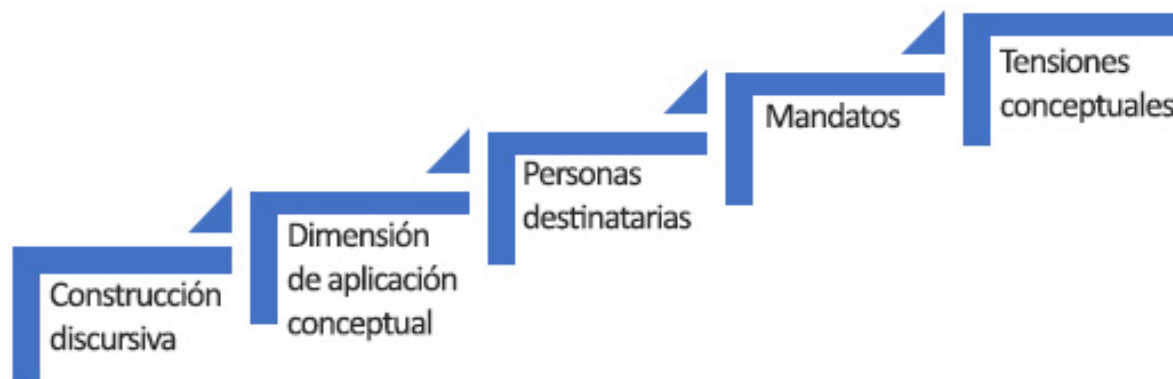 Construcción
discursiva
Dimensión
de aplicación
conceptual
Personas
destinatarias
Mandatos
Tensiones
conceptuales